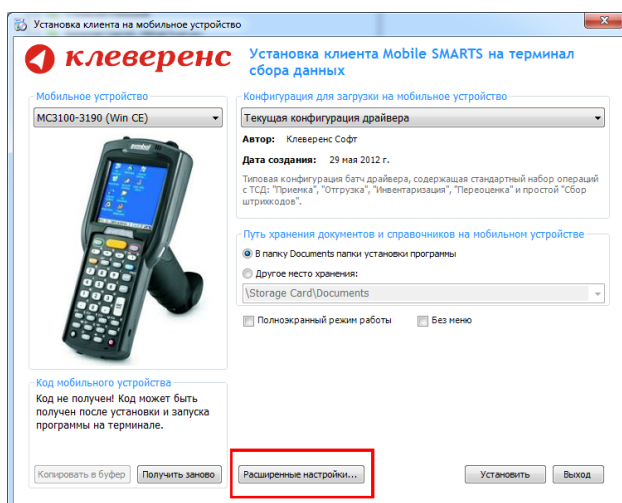 Установка клиента на мобильное устройство
клеверенс
Установка клиента Mobile SMARTS на терминал
сбора данных
Мобильное устройство
MC3100-3190 (Win CE)
Конфигурация для загрузки на мобильное устройство
Текущая конфигурация драйвера
Автор: Клеверенс Софт
Дата создания: 29 мая 2012 г.
Типовая конфигурация батч драйвера, содержащая стандартный набор операций
с ТСД: "Приемка", "Отгрузка", "Инвентаризация", "Переоценка" и простой "Сбор
штрихкодов".
Путь хранения документов и справочников на мобильном устройстве
В папку Documents папки установки программы
Другое место хранения:
\Storage Card\Documents
Полноэкранный режим работы
Без меню
Код мобильного устройства
Код не получен! Код может быть
получен после установки и запуска
программы на терминале.
Копировать в буфер
Получить заново
Расширенные настройки...
Установить
Выход